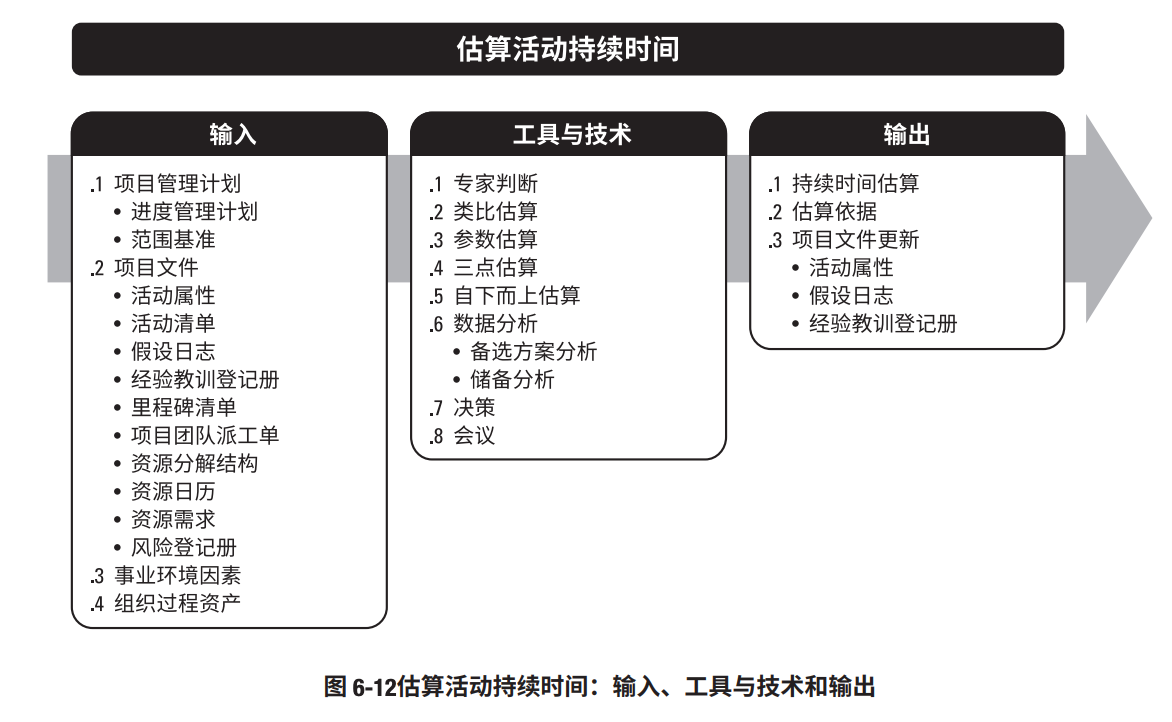 估算活动持续时间
输入
.1 项目管理计划
• 进度管理计划
• 范围基准
.2 项目文件
• 活动属性
• 活动清单
• 假设日志
• 经验教训登记册
• 里程碑清单
• 项目团队派工单
• 资源分解结构
• 资源日历
• 资源需求
• 风险登记册
.3 事业环境因素
.4 组织过程资产
工具与技术
.1 专家判断
.2 类比估算
.3 参数估算
.4 三点估算
.5 自下而上估算
.6 数据分析
• 备选方案分析
• 储备分析
.7 决策
.8 会议
输出
.1 持续时间估算
.2 估算依据
.3 项目文件更新
• 活动属性
• 假设日志
• 经验教训登记册
图 6-12估算活动持续时间：输入、工具与技术和输出